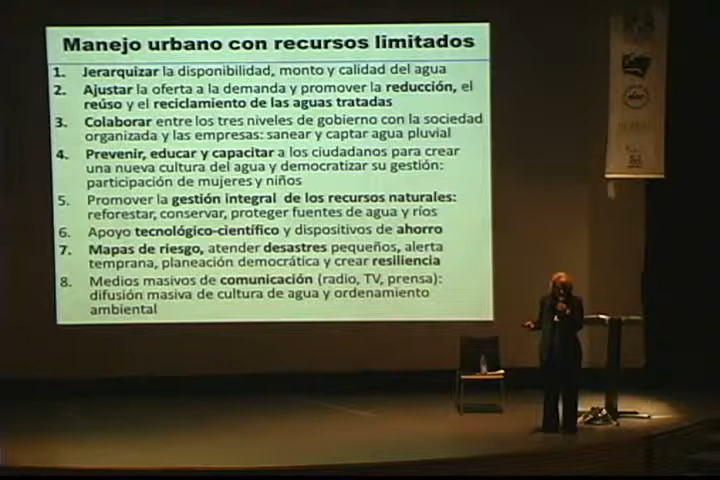 Manejo urbano con recursos limitados
1. Jerarquizar la disponibilidad, monto y calidad del agua
2. Ajustar la oferta a la demanda y promover la reducción, el
reúso y el reciclamiento de las aguas tratadas
3. Colaborar entre los tres niveles de gobierno con la sociedad
organizada y las empresas: sanear y captar agua pluvial
4. Prevenir, educar y capacitar a los ciudadanos para crear
una nueva cultura del agua y democratizar su gestión:
participación de mujeres y niños
5. Promover la gestión integral de los recursos naturales:
reforestar, conservar, proteger fuentes de agua y ríos
6. Apoyo tecnológico-científico y dispositivos de ahorro
7. Mapas de riesgo, atender desastres pequeños, alerta
temprana, planeación democrática y crear resiliencia
8. Medios masivos de comunicación (radio, TV, prensa):
difusión masiva de cultura de agua y ordenamiento
ambiental